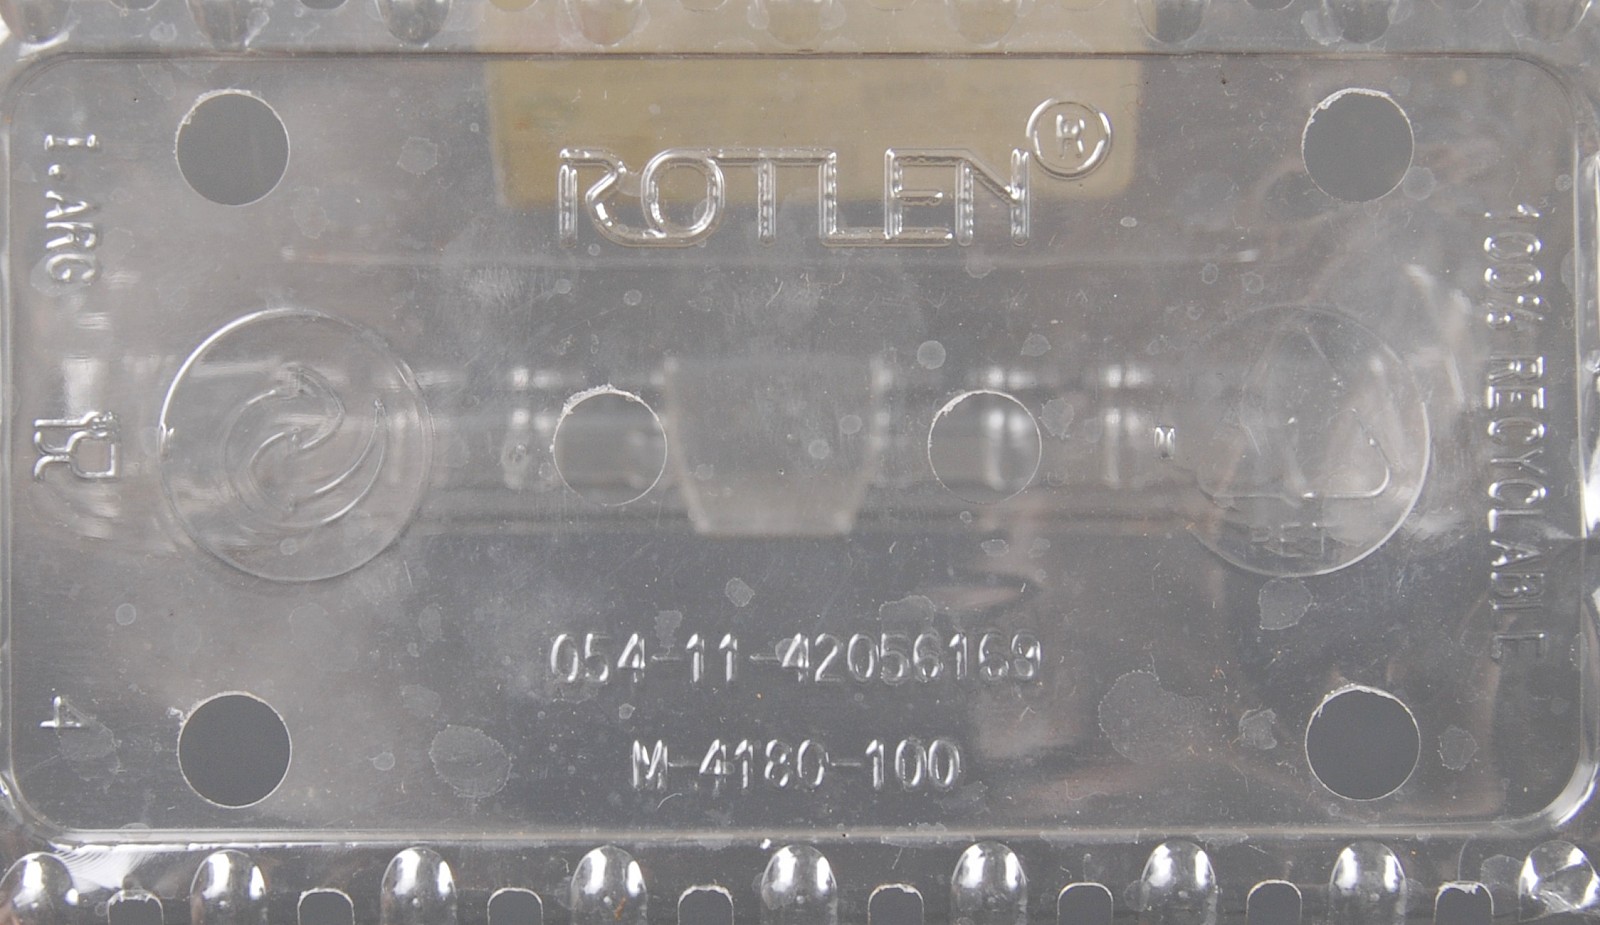 ROTLEN®
I.ARG
100% RECYCLABLE
PET
054-11-42056169
M-4180-100
4